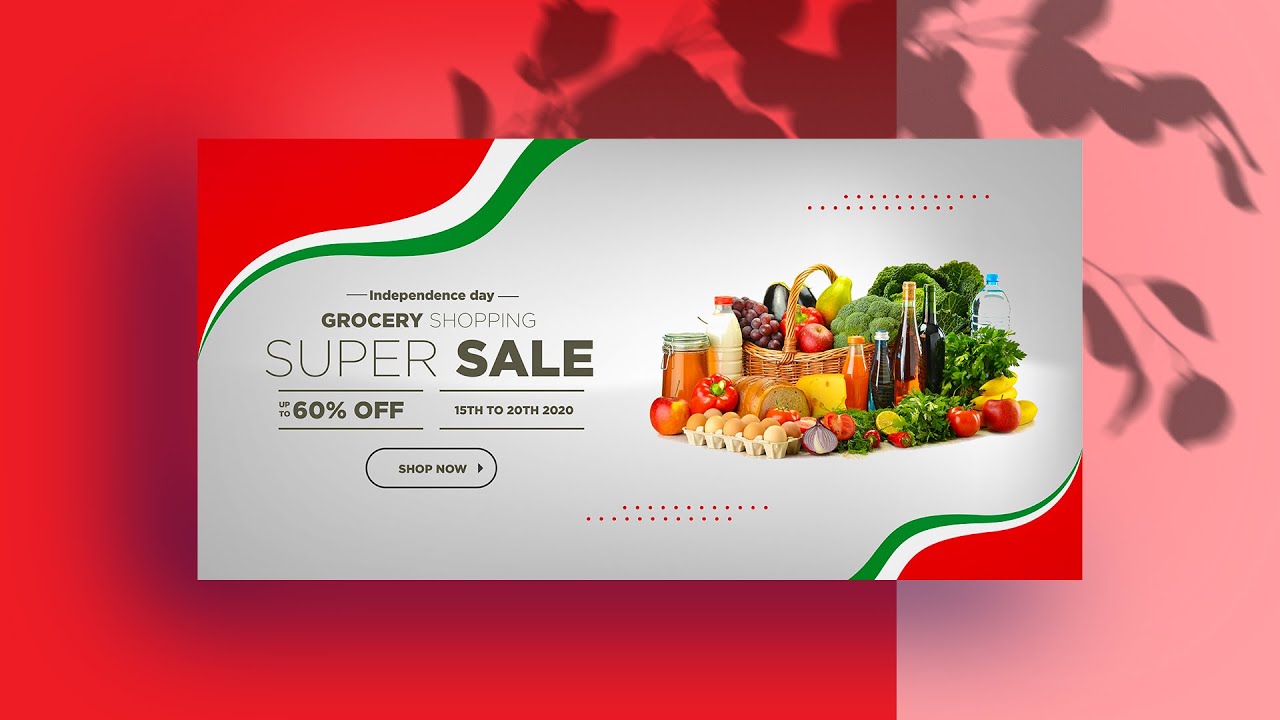 Independence day
GROCERY SHOPPING
SUPER SALE
UP TO 60% OFF
15TH TO 20TH 2020
SHOP NOW